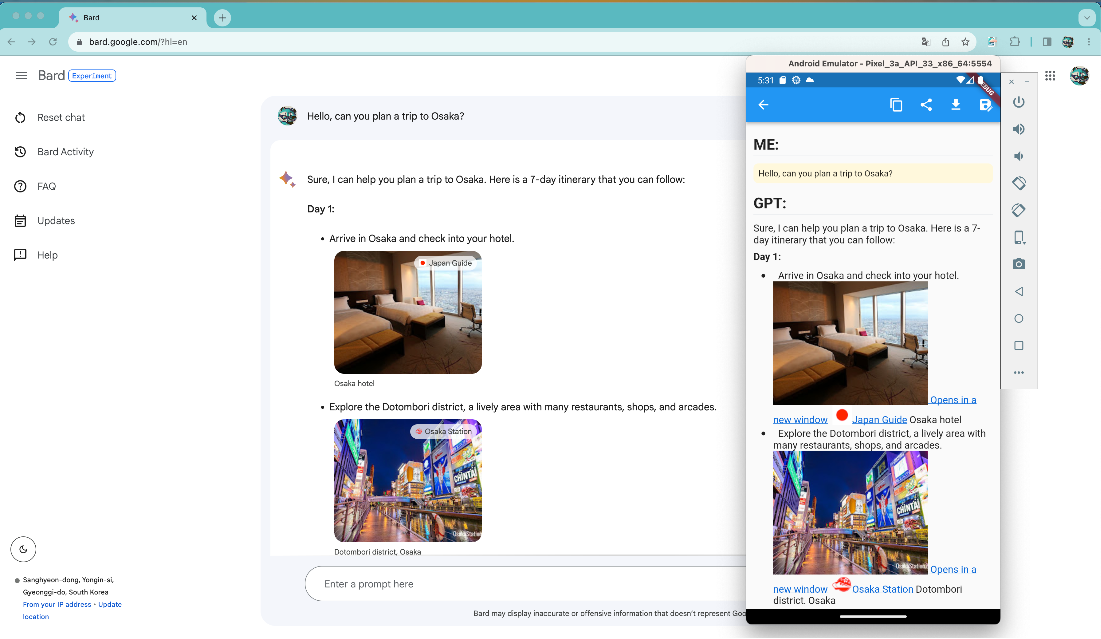 Bard
bard.google.com/?hl=en
Bard Experiment
Reset chat
Bard Activity
FAQ
Updates
Help
Sanghyeon-dong, Yongin-si,
Gyeonggi-do, South Korea
From your IP address • Update
location
Hello, can you plan a trip to Osaka?
Sure, I can help you plan a trip to Osaka. Here is a 7-day itinerary that you can follow:
Day 1:
• Arrive in Osaka and check into your hotel.
Japan Guide
Osaka hotel
• Explore the Dotombori district, a lively area with many restaurants, shops, and arcades.
Osaka Station
Dotombori district, Osaka
Enter a prompt here
Bard may display inaccurate or offensive information that doesn't represent Goo
Android Emulator - Pixel_3a_API_33_x86_64:5554
5:31
ME:
Hello, can you plan a trip to Osaka?
GPT:
Sure, I can help you plan a trip to Osaka. Here is a 7-
day itinerary that you can follow:
Day 1:
• Arrive in Osaka and check into your hotel.
Opens in a
new window Japan Guide Osaka hotel
• Explore the Dotombori district, a lively area with
many restaurants, shops, and arcades.
Opens in a
new window Osaka Station Dotombori
district, Osaka